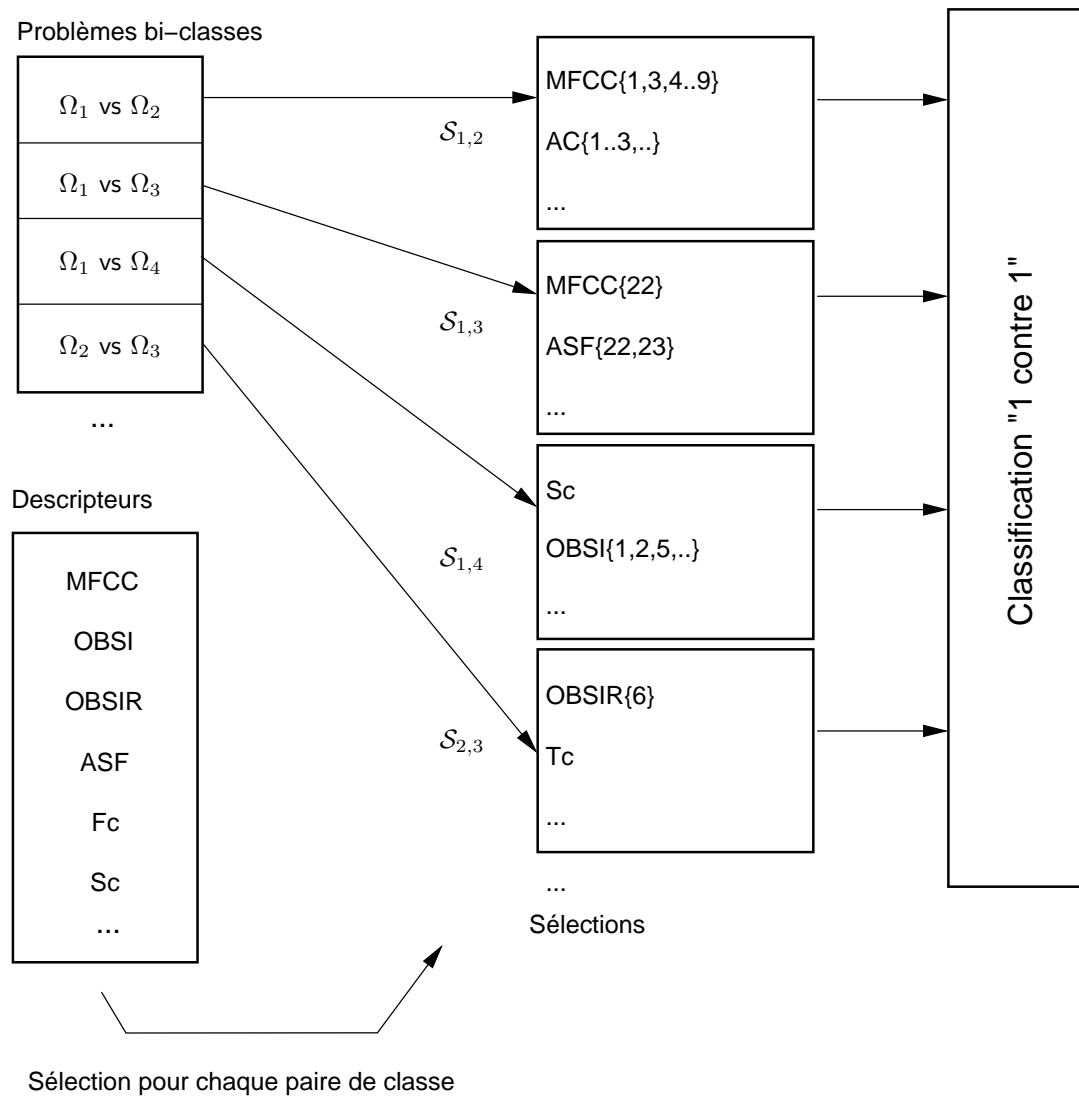 Problèmes bi–classes
Ω₁ vs Ω₂
Ω₁ vs Ω₃
Ω₁ vs Ω₄
Ω₂ vs Ω₃
...
Descripteurs
MFCC
OBSI
OBSIR
ASF
Fc
Sc
...
Sélection pour chaque paire de classe
𝒮₁,₂
𝒮₁,₃
𝒮₁,₄
𝒮₂,₃
MFCC{1,3,4..9}
AC{1..3,..}
...
MFCC{22}
ASF{22,23}
...
Sc
OBSI{1,2,5,..}
...
OBSIR{6}
Tc
...
...
Sélections
Classification "1 contre 1"